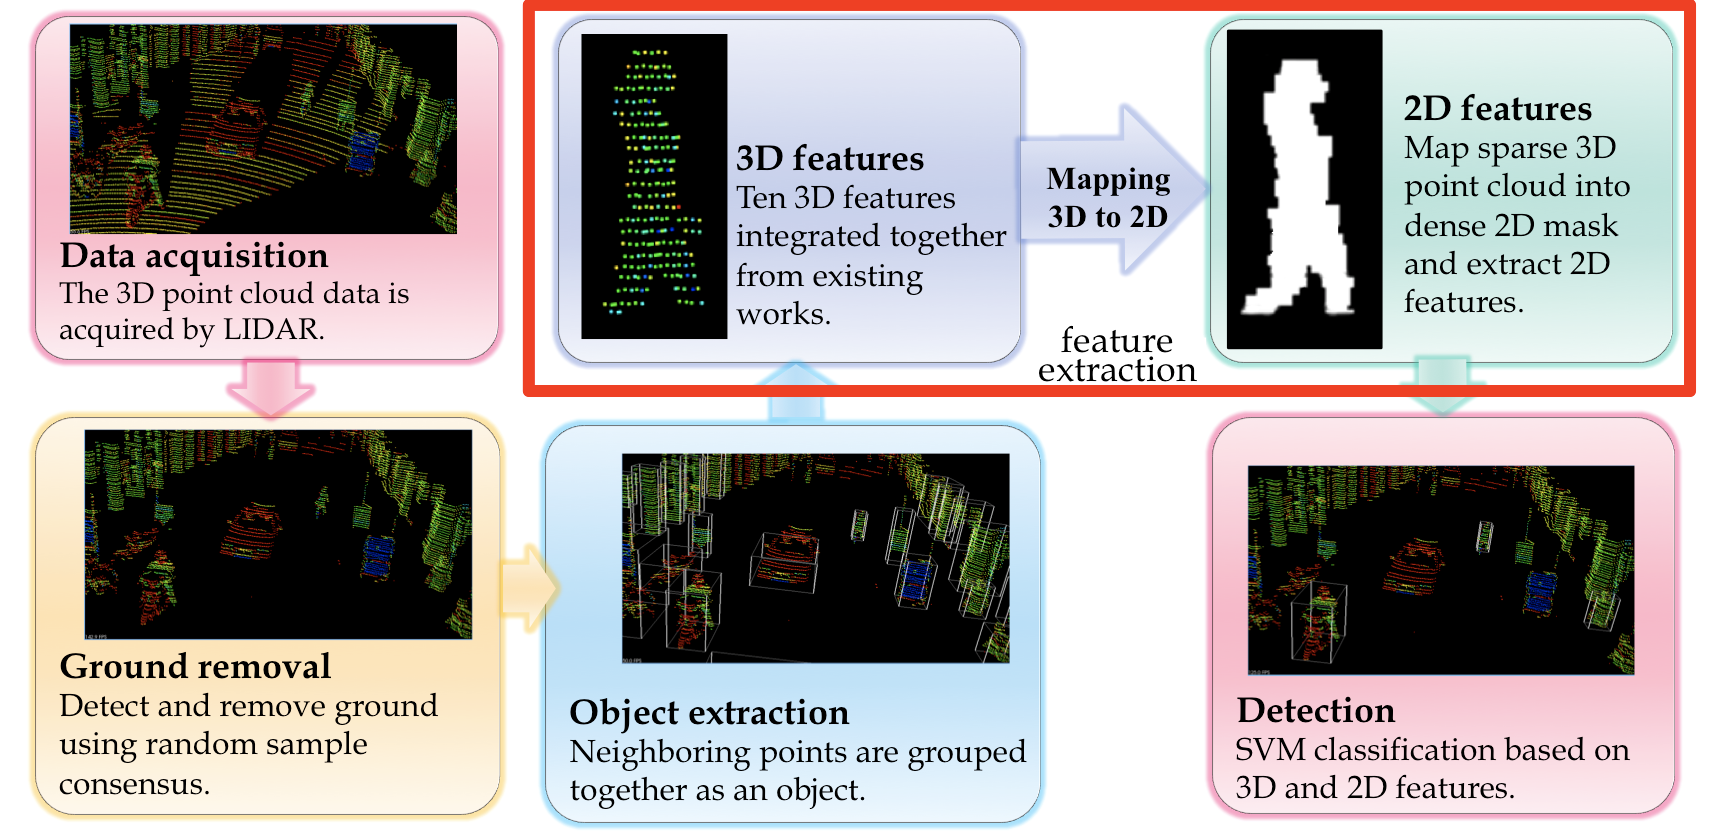 Data acquisition
The 3D point cloud data is
acquired by LIDAR.
Ground removal
Detect and remove ground
using random sample
consensus.
Object extraction
Neighboring points are grouped
together as an object.
3D features
Ten 3D features
integrated together
from existing
works.
Mapping
3D to 2D
feature
extraction
2D features
Map sparse 3D
point cloud into
dense 2D mask
and extract 2D
features.
Detection
SVM classification based on
3D and 2D features.